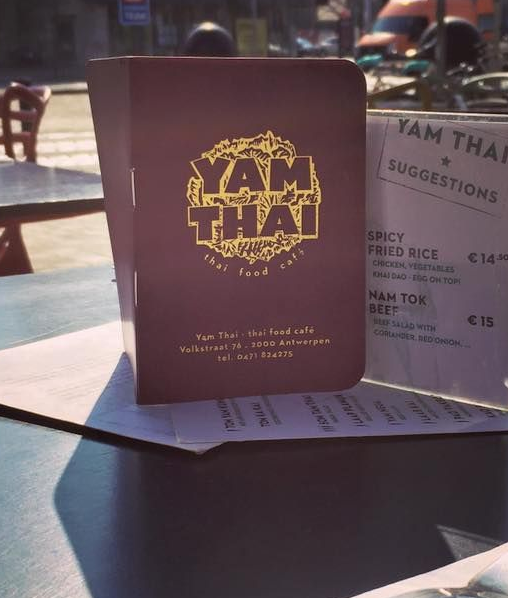 YAM
THAI
thai food café
Yam Thai · thai food café
Volkstraat 76 . 2000 Antwerpen
tel. 0471 824275
YAM THAI
SUGGESTIONS
SPICY
FRIED RICE €14.50
CHICKEN, VEGETABLES
KHAI DAO - EGG ON TOP!
NAM TOK
BEEF €15
BEEF SALAD WITH
CORIANDER, RED ONION, ...